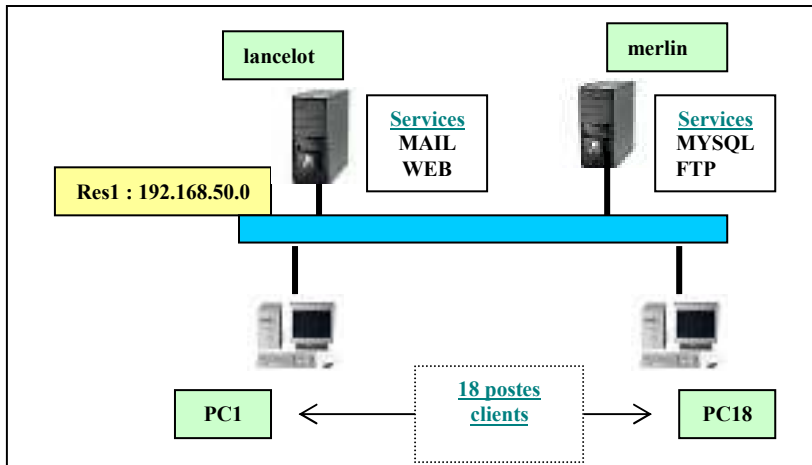 lancelot
merlin
Services
MAIL
WEB
Services
MYSQL
FTP
Res1 : 192.168.50.0
18 postes
clients
PC1
PC18